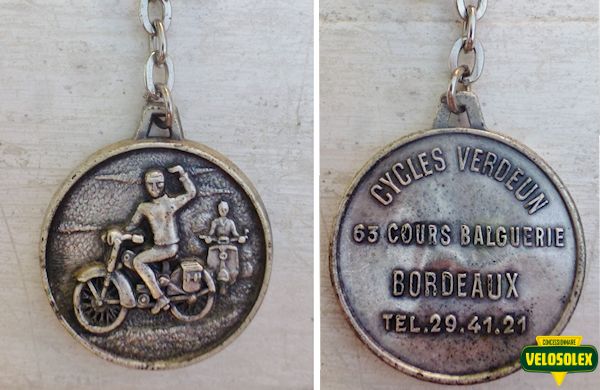 CYCLES VERDEUN
63 COURS BALGUERIE
BORDEAUX
TEL.29.41.21
CONCESSIONNAIRE
VELOSOLEX